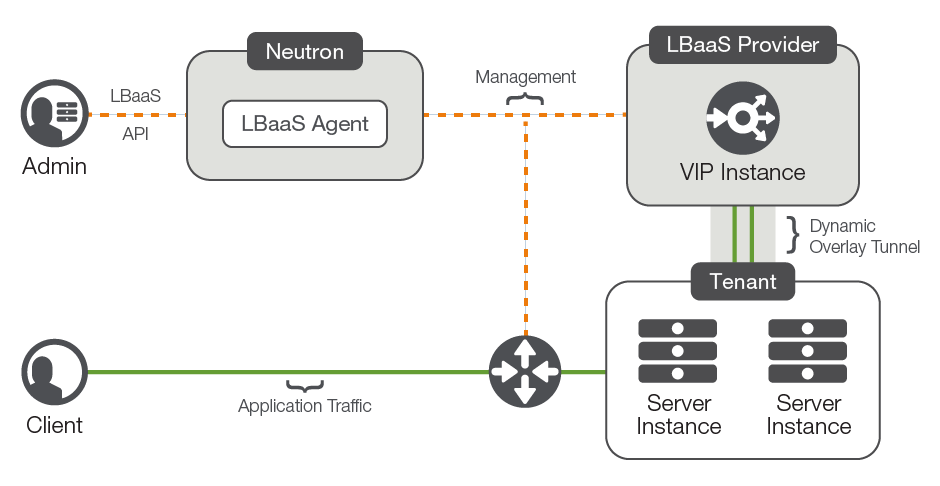 Neutron
LBaaS Provider
LBaaS
API
LBaaS Agent
Management
Admin
VIP Instance
Dynamic
Overlay Tunnel
Tenant
Client
Application Traffic
Server
Instance
Server
Instance